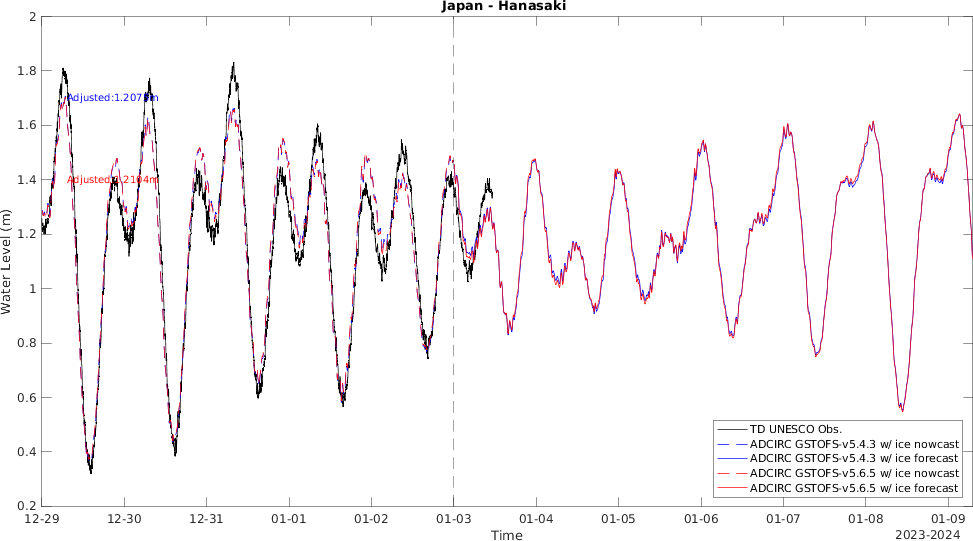 Japan - Hanasaki
2
1.8
1.6
1.4
1.2
1
0.8
0.6
0.4
0.2
Water Level (m)
Adjusted:1.207
12-29
12-30
12-31
01-01
01-02
01-03
01-04
01-05
01-06
01-07
01-08
01-09
Time
2023-2024
TD UNESCO Obs.
ADCIRC GSTOFS-v5.4.3 w/ ice nowcast
ADCIRC GSTOFS-v5.4.3 w/ ice forecast
ADCIRC GSTOFS-v5.6.5 w/ ice nowcast
ADCIRC GSTOFS-v5.6.5 w/ ice forecast